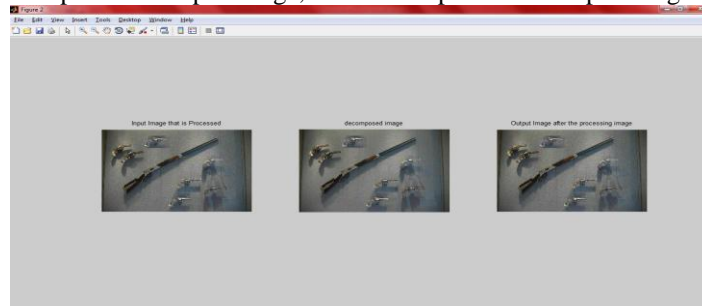 Figure 2
File Edit View Insert Tools Desktop Window Help
Input Image that is Processed
decomposed image
Output Image after the processing image